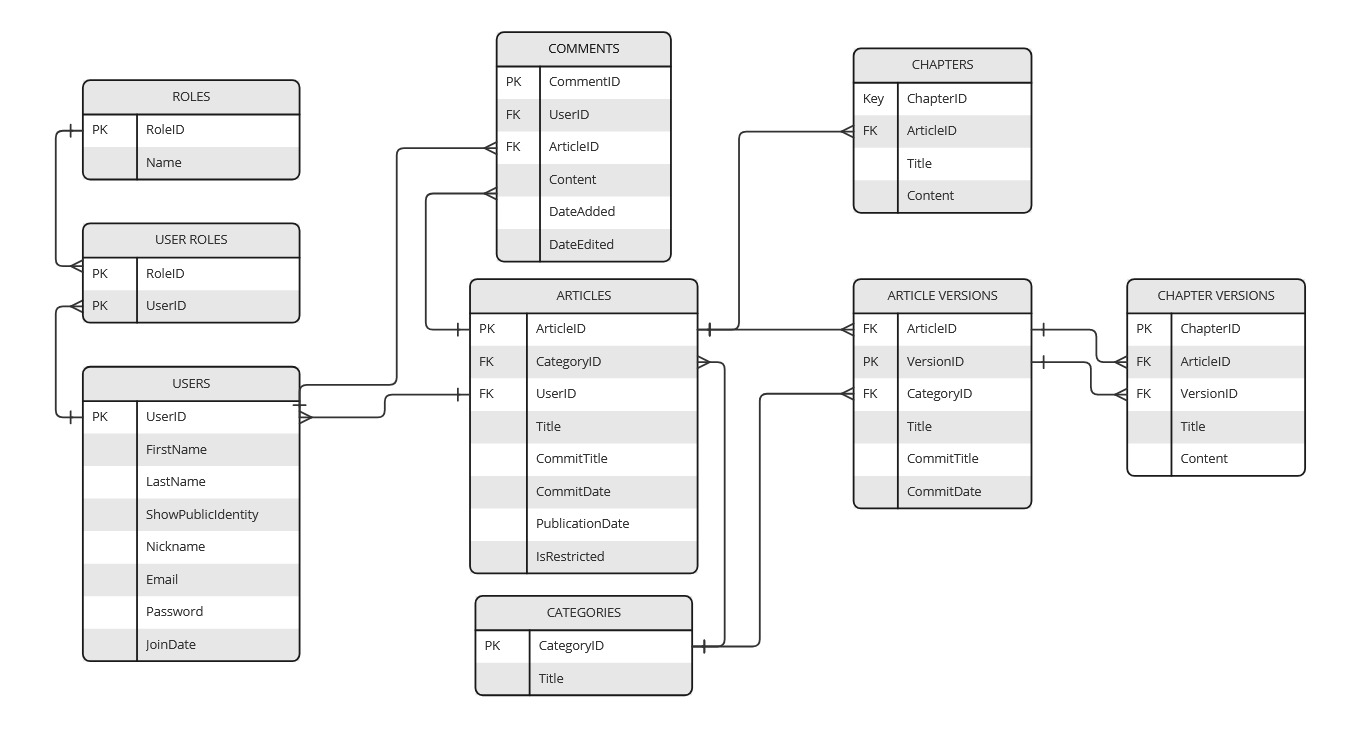 ROLES
PK RoleID
Name
USER ROLES
PK RoleID
PK UserID
USERS
PK UserID
FirstName
LastName
ShowPublicIdentity
Nickname
Email
Password
JoinDate
COMMENTS
PK CommentID
FK UserID
FK ArticleID
Content
DateAdded
DateEdited
ARTICLES
PK ArticleID
FK CategoryID
FK UserID
Title
CommitTitle
CommitDate
PublicationDate
IsRestricted
CATEGORIES
PK CategoryID
Title
CHAPTERS
Key ChapterID
FK ArticleID
Title
Content
ARTICLE VERSIONS
FK ArticleID
PK VersionID
FK CategoryID
Title
CommitTitle
CommitDate
CHAPTER VERSIONS
PK ChapterID
FK ArticleID
FK VersionID
Title
Content